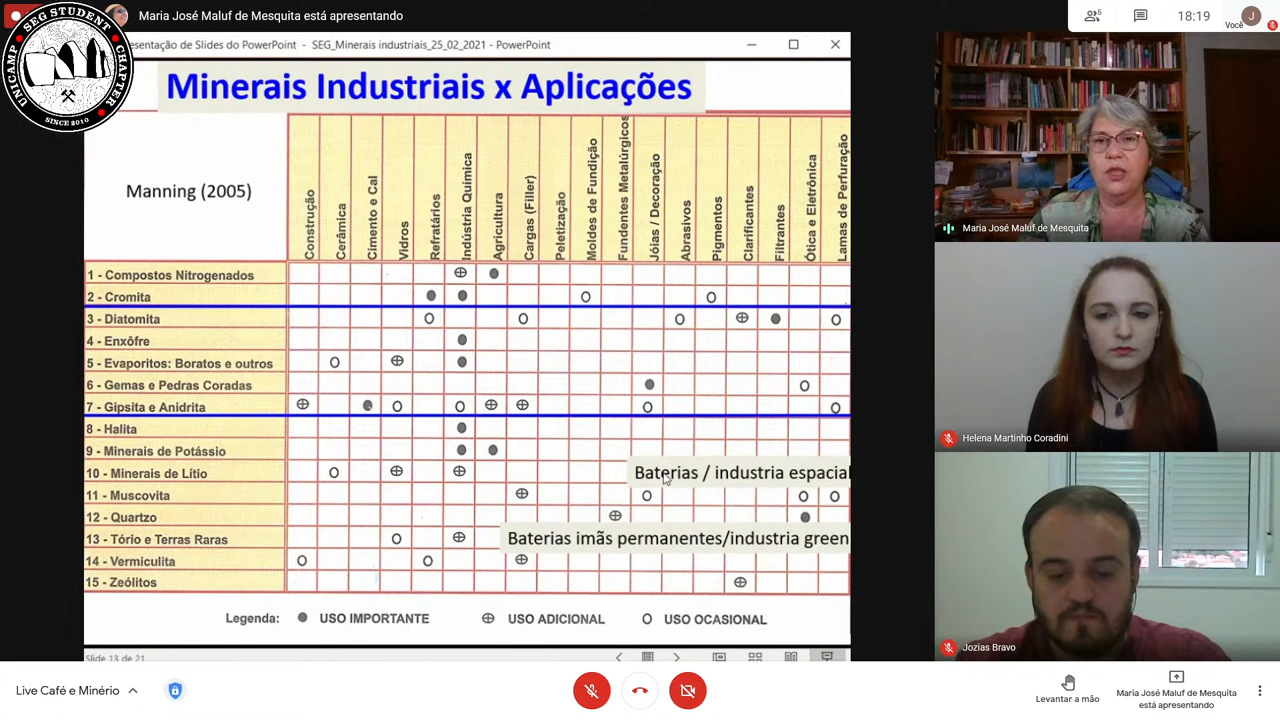 Maria José Maluf de Mesquita está apresentando
5
18:19
J
Você
SEG STUDENT CHAPTER
UNICAMP
SINCE 2010
esentação de Slides do PowerPoint - SEG_Minerais industriais_25_02_2021 - PowerPoint
Minerais Industriais x Aplicações
Manning (2005)
Construção
Cerâmica
Cimento e Cal
Vidros
Refratários
Indústria Química
Agricultura
Cargas (Filler)
Peletização
Moldes de Fundição
Fundentes Metalúrgicos
Jóias / Decoração
Abrasivos
Pigmentos
Clarificantes
Filtrantes
Ótica e Eletrônica
Lamas de Perfuração
1 - Compostos Nitrogenados
2 - Cromita
3 - Diatomita
4 - Enxôfre
5 - Evaporitos: Boratos e outros
6 - Gemas e Pedras Coradas
7 - Gipsita e Anidrita
8 - Halita
9 - Minerais de Potássio
10 - Minerais de Lítio
Baterias / industria espacial
11 - Muscovita
12 - Quartzo
13 - Tório e Terras Raras
Baterias imãs permanentes/industria green
14 - Vermiculita
15 - Zeólitos
Legenda: USO IMPORTANTE USO ADICIONAL USO OCASIONAL
Slide 13 de 21
Maria José Maluf de Mesquita
Helena Martinho Coradini
Jozias Bravo
Live Café e Minério
Levantar a mão
Maria José Maluf de Mesquita
está apresentando